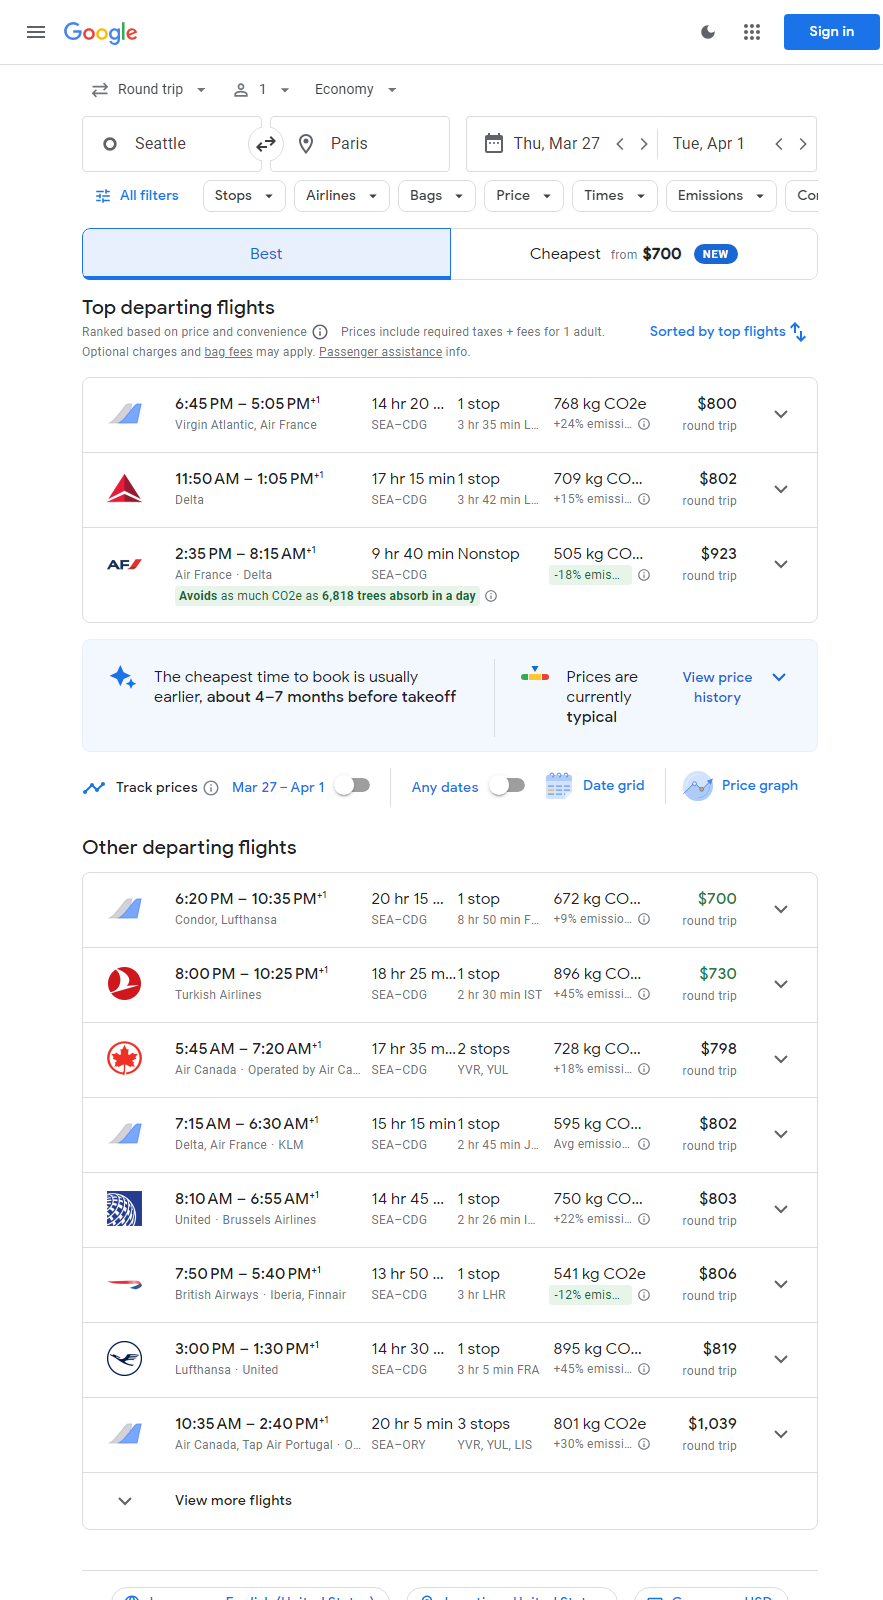 Google
Sign in
Round trip 1 Economy
Seattle Paris Thu, Mar 27 Tue, Apr 1
All filters Stops Airlines Bags Price Times Emissions
Best Cheapest from $700 NEW
Top departing flights
Ranked based on price and convenience Prices include required taxes + fees for 1 adult.
Sorted by top flights
Optional charges and bag fees may apply. Passenger assistance info.
6:45 PM – 5:05 PM+1 14 hr 20 ... 1 stop 768 kg CO2e $800
Virgin Atlantic, Air France SEA–CDG 3 hr 35 min L... +24% emissi... round trip
11:50 AM – 1:05 PM+1 17 hr 15 min 1 stop 709 kg CO... $802
Delta SEA–CDG 3 hr 42 min L... +15% emissi... round trip
AF 2:35 PM – 8:15 AM+1 9 hr 40 min Nonstop 505 kg CO... $923
Air France · Delta SEA–CDG -18% emis... round trip
Avoids as much CO2e as 6,818 trees absorb in a day
The cheapest time to book is usually
earlier, about 4–7 months before takeoff
Prices are
currently
typical
View price
history
Track prices Mar 27 – Apr 1 Any dates Date grid Price graph
Other departing flights
6:20 PM – 10:35 PM+1 20 hr 15 ... 1 stop 672 kg CO... $700
Condor, Lufthansa SEA–CDG 8 hr 50 min F... +9% emissio... round trip
8:00 PM – 10:25 PM+1 18 hr 25 m... 1 stop 896 kg CO... $730
Turkish Airlines SEA–CDG 2 hr 30 min IST +45% emissi... round trip
5:45 AM – 7:20 AM+1 17 hr 35 m... 2 stops 728 kg CO... $798
Air Canada · Operated by Air Ca... SEA–CDG YVR, YUL +18% emissi... round trip
7:15 AM – 6:30 AM+1 15 hr 15 min 1 stop 595 kg CO... $802
Delta, Air France · KLM SEA–CDG 2 hr 45 min J... Avg emissio... round trip
8:10 AM – 6:55 AM+1 14 hr 45 ... 1 stop 750 kg CO... $803
United · Brussels Airlines SEA–CDG 2 hr 26 min I... +22% emissi... round trip
7:50 PM – 5:40 PM+1 13 hr 50 ... 1 stop 541 kg CO2e $806
British Airways · Iberia, Finnair SEA–CDG 3 hr LHR -12% emis... round trip
3:00 PM – 1:30 PM+1 14 hr 30 ... 1 stop 895 kg CO... $819
Lufthansa · United SEA–CDG 3 hr 5 min FRA +45% emissi... round trip
10:35 AM – 2:40 PM+1 20 hr 5 min 3 stops 801 kg CO2e $1,039
Air Canada, Tap Air Portugal · O... SEA–ORY YVR, YUL, LIS +30% emissi... round trip
View more flights